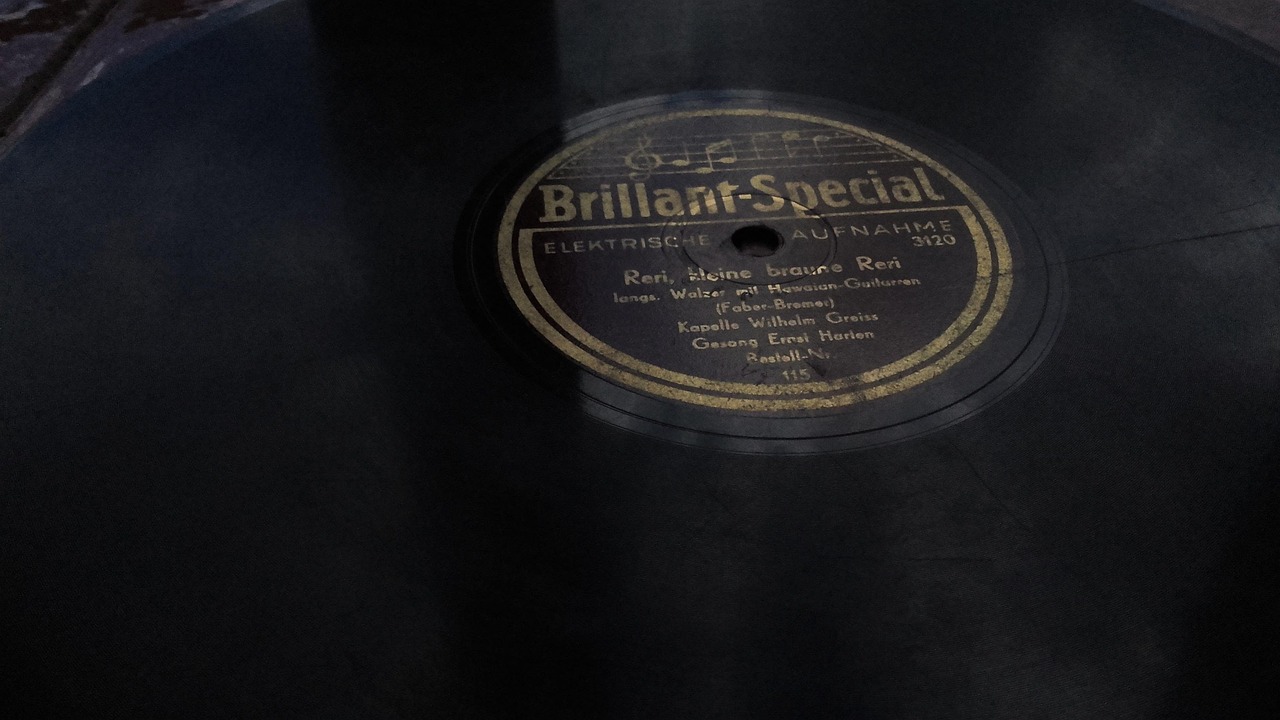 Brillant-Special
ELEKTRISCHE AUFNAHME
3120
Reri, kleine braune Reri
langs. Walzer mit Hawaian-Guitarren
(Faber-Bremer)
Kapelle Wilhelm Greiss
Gesang Ernst Harten
Bestell-Nr.
115